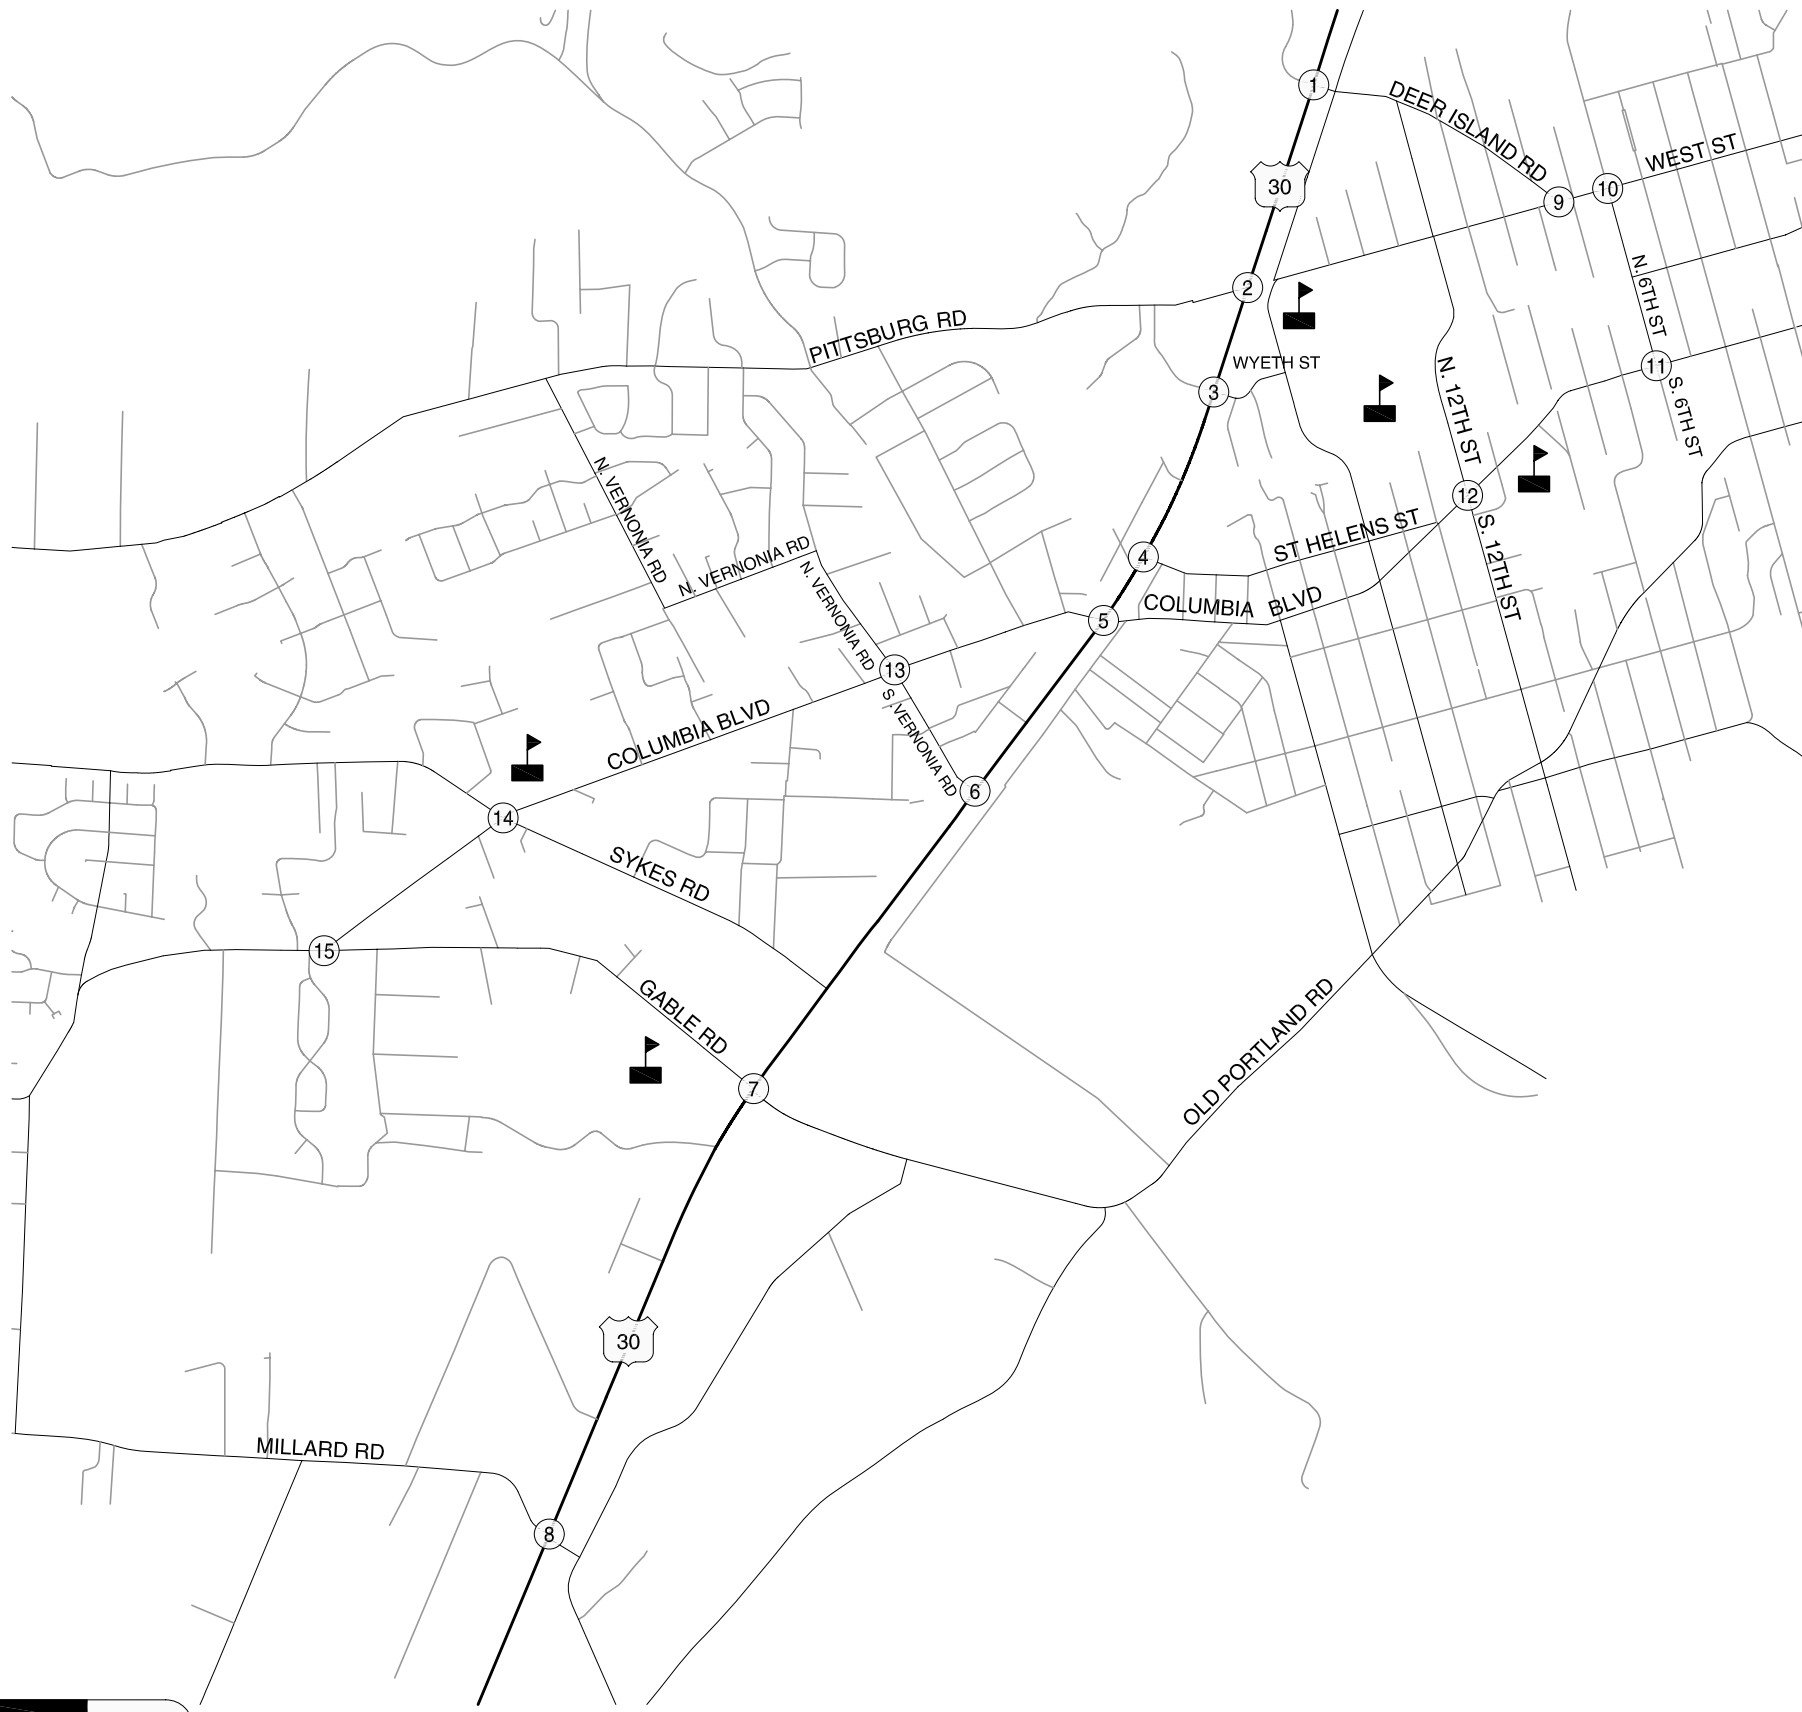 1
DEER ISLAND RD
WEST ST
30
10
9
2
N. 6TH ST
PITTSBURG RD
WYETH ST
3
11
S. 6TH ST
N. 12TH ST
12
N. VERNONIA RD
ST HELENS ST
S. 12TH ST
4
N. VERNONIA RD
N. VERNONIA RD
COLUMBIA BLVD
5
13
S. VERNONIA RD
COLUMBIA BLVD
6
14
SYKES RD
15
GABLE RD
OLD PORTLAND RD
7
30
MILLARD RD
8